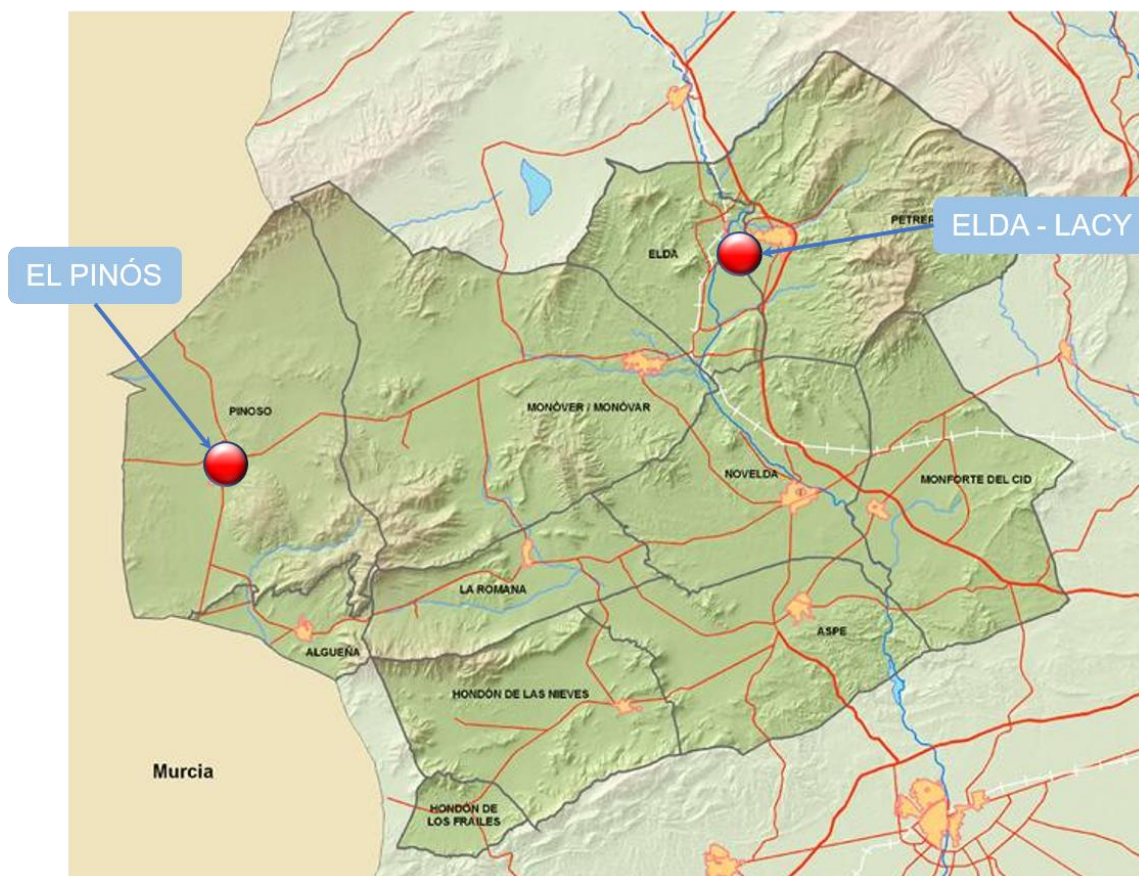 PETRER
ELDA - LACY
ELDA
EL PINÓS
PINOSO
MONÓVER / MONÓVAR
NOVELDA
MONFORTE DEL CID
LA ROMANA
ASPE
ALGUEÑA
HONDÓN DE LAS NIEVES
Murcia
HONDÓN DE
LOS FRAILES